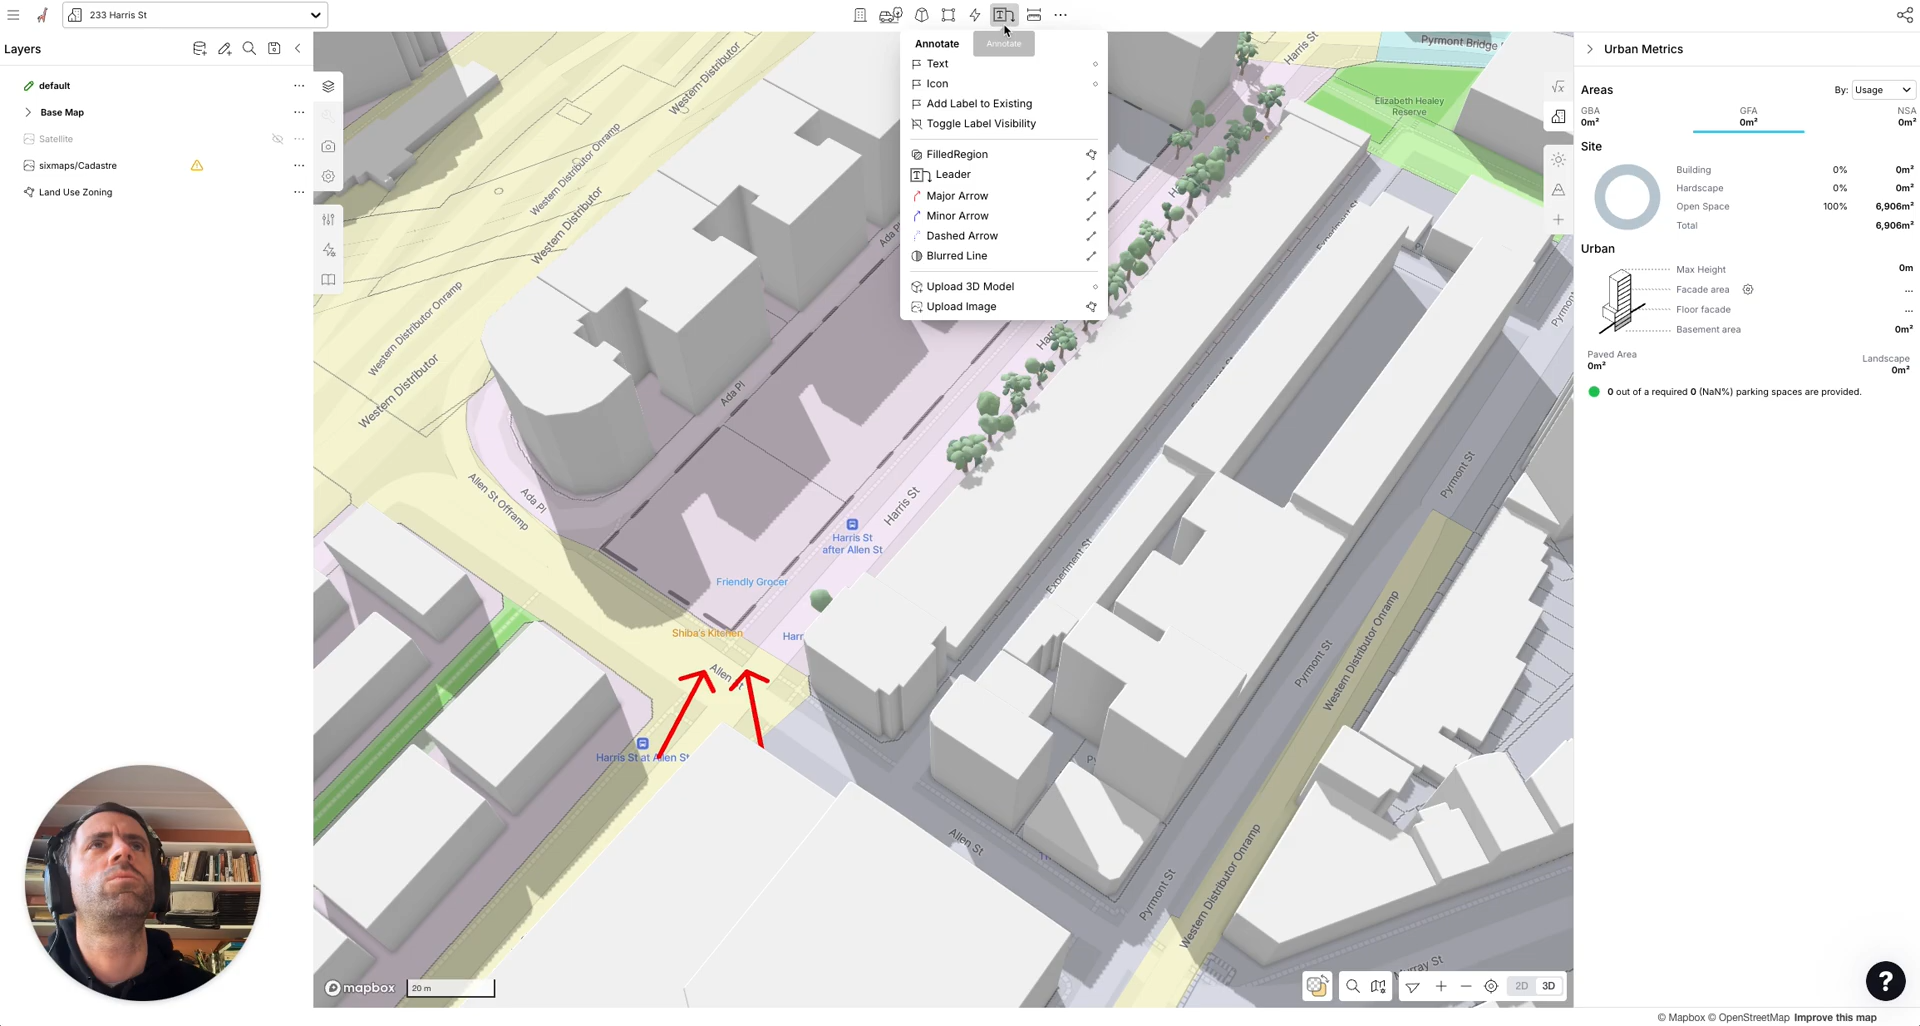 233 Harris St
Layers
default
Base Map
Satellite
sixmaps/Cadastre
Land Use Zoning
Annotate
Annotate
Text
Icon
Add Label to Existing
Toggle Label Visibility
FilledRegion
Leader
Major Arrow
Minor Arrow
Dashed Arrow
Blurred Line
Upload 3D Model
Upload Image
Western Distributor
Western Distributor Onramp
Western Distributor
Western Distributor Onramp
Western Distributor
Harris St
Pyrmont Bridge
Elizabeth Healey
Reserve
Ada Pl
Ada Pl
Allen St Offramp
Harris St
Harris St
after Allen St
Friendly Grocer
Shiba's Kitchen
Harr
Allen St
Harris St at Allen St
Experiment St
Pyrmont St
Pyrmont St
Western Distributor Onramp
Allen St
Pyrmont St
Western Distributor Onramp
mapbox
20 m
2D
3D
Urban Metrics
Areas
By: Usage
GBA GFA NSA
0m² 0m² 0m²
Site
Building 0% 0m²
Hardscape 0% 0m²
Open Space 100% 6,906m²
Total 6,906m²
Urban
Max Height 0m
Facade area ...
Floor facade ...
Basement area 0m²
Paved Area Landscape
0m² 0m²
0 out of a required 0 (NaN%) parking spaces are provided.
?
© Mapbox © OpenStreetMap Improve this map